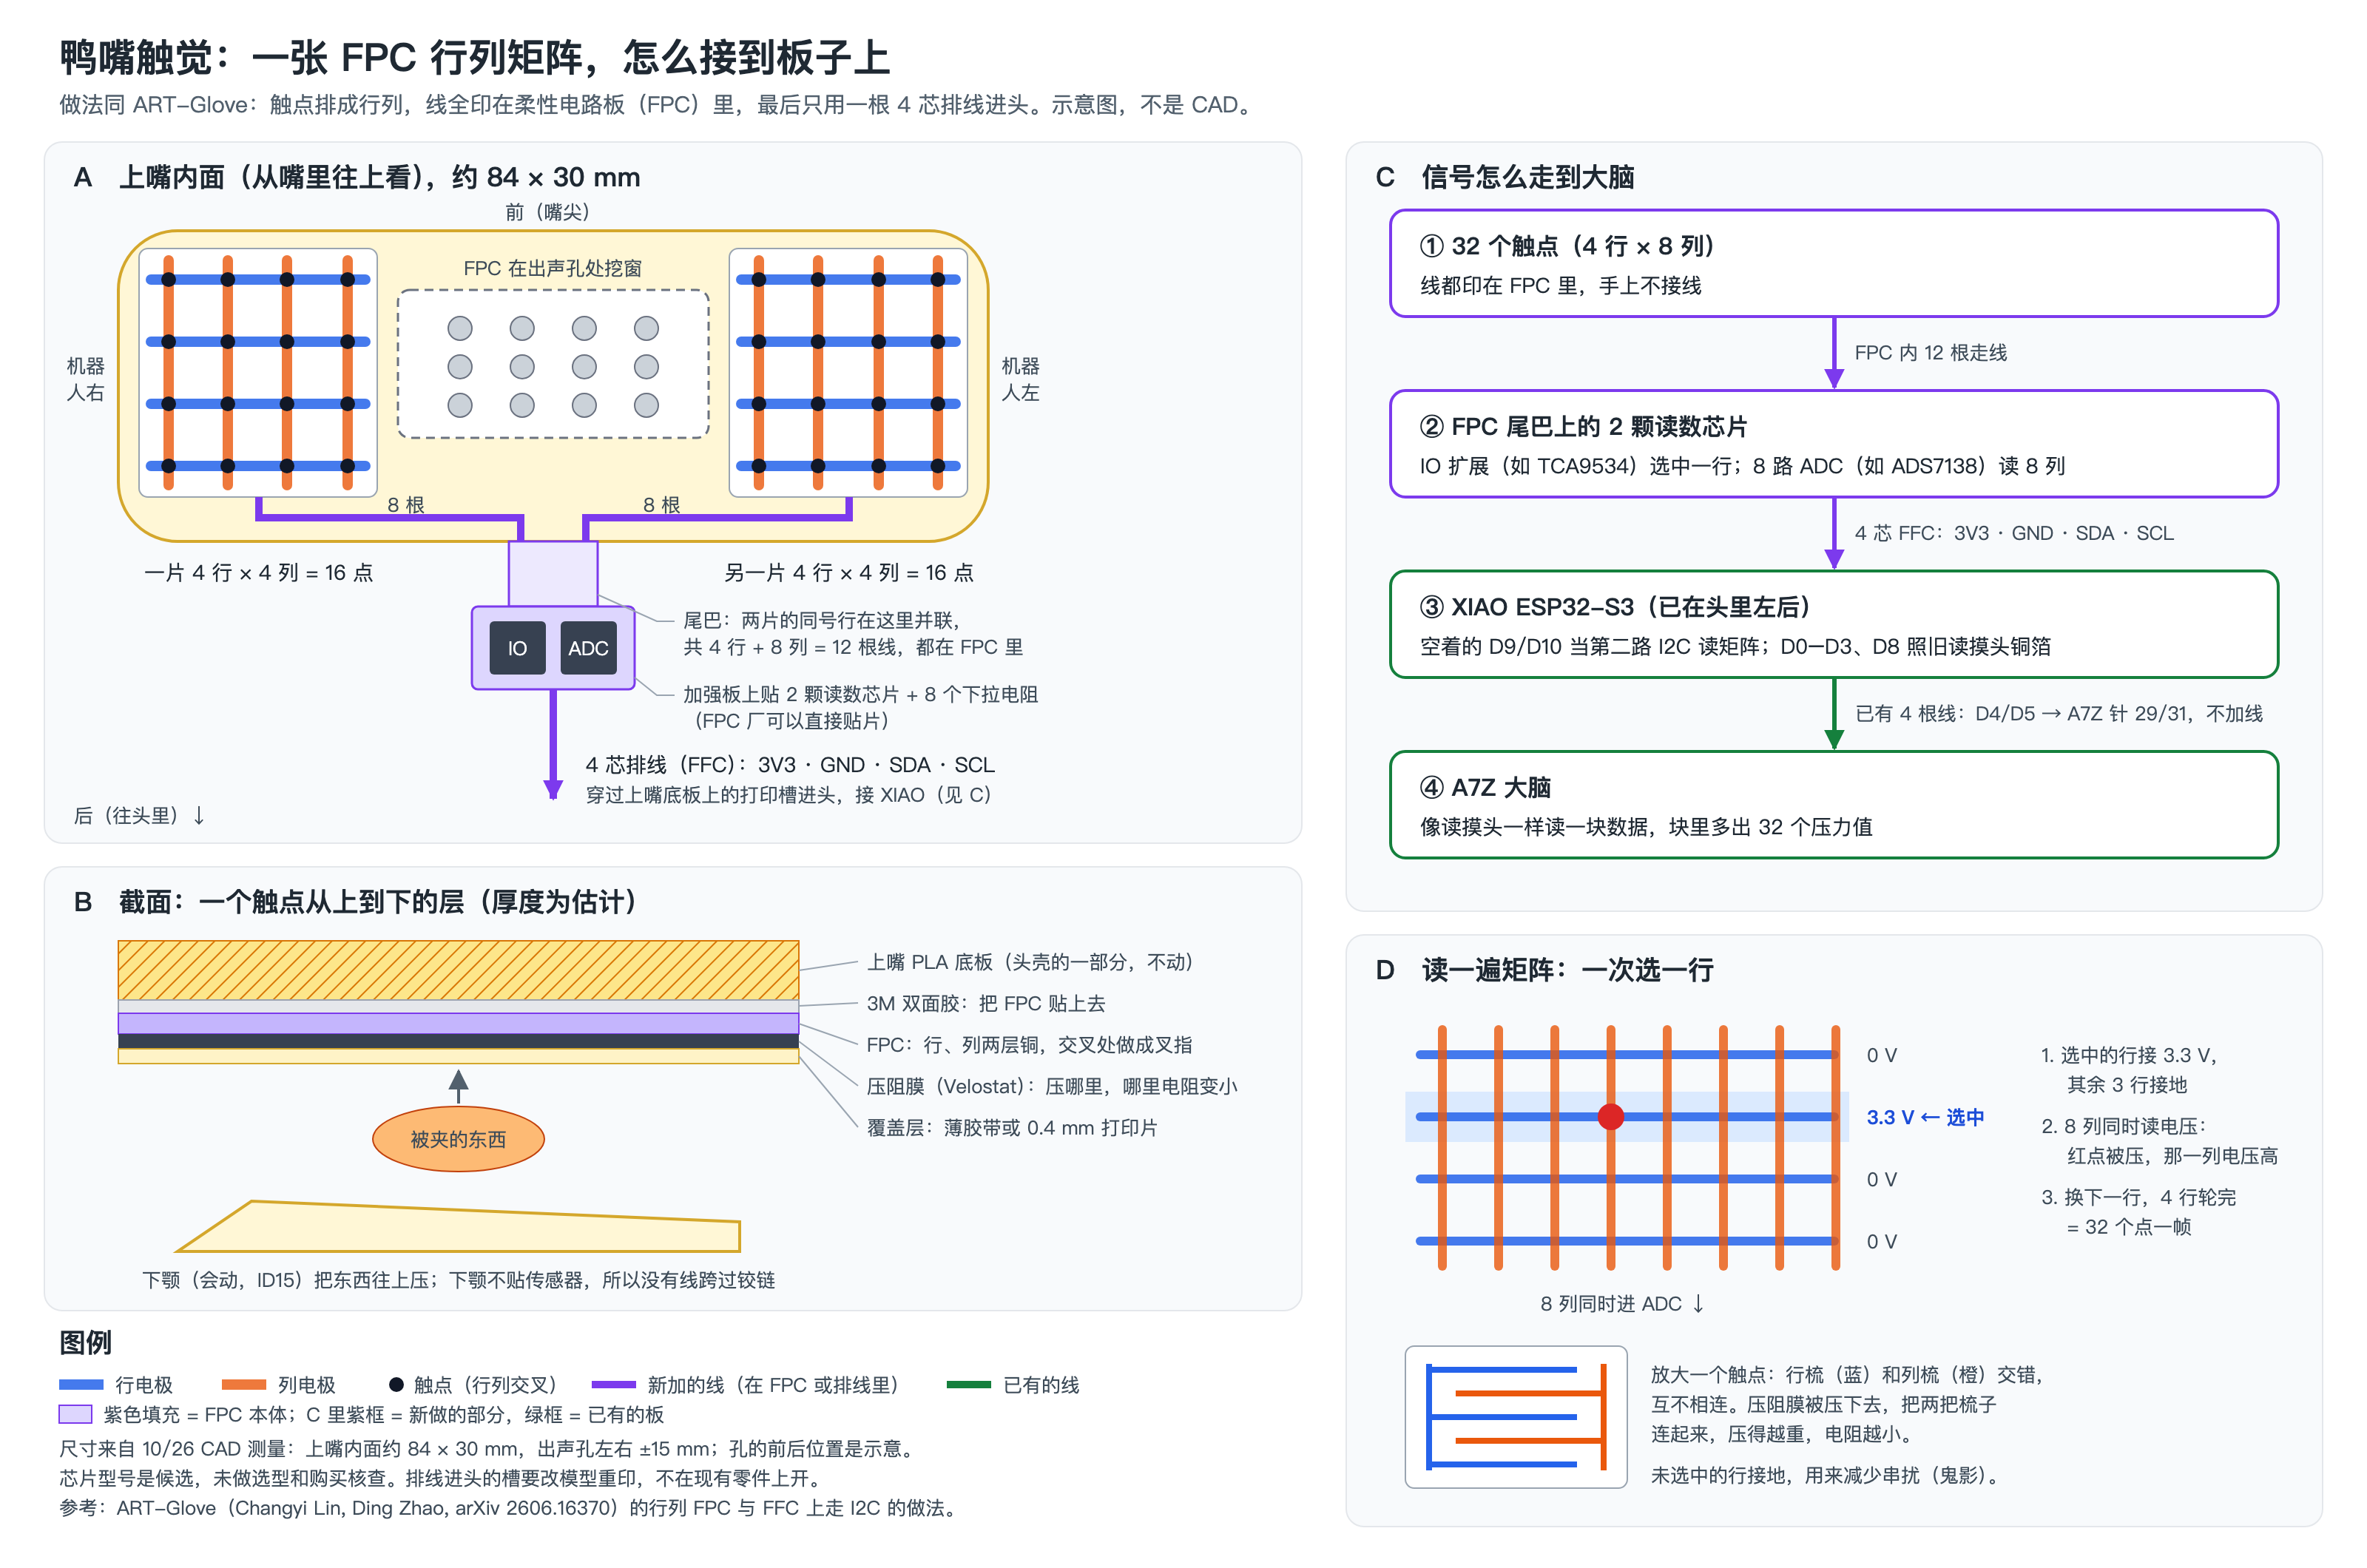 鸭嘴触觉：一张 FPC 行列矩阵，怎么接到板子上
做法同 ART-Glove：触点排成行列，线全印在柔性电路板（FPC）里，最后只用一根 4 芯排线进头。示意图，不是 CAD。
A 上嘴内面（从嘴里往上看），约 84 × 30 mm
前（嘴尖）
FPC 在出声孔处挖窗
机器
人右
机器
人左
8 根
8 根
一片 4 行 × 4 列 = 16 点
另一片 4 行 × 4 列 = 16 点
IO
ADC
尾巴：两片的同号行在这里并联，
共 4 行 + 8 列 = 12 根线，都在 FPC 里
加强板上贴 2 颗读数芯片 + 8 个下拉电阻
（FPC 厂可以直接贴片）
4 芯排线（FFC）：3V3 · GND · SDA · SCL
穿过上嘴底板上的打印槽进头，接 XIAO（见 C）
后（往头里）↓
B 截面：一个触点从上到下的层（厚度为估计）
上嘴 PLA 底板（头壳的一部分，不动）
3M 双面胶：把 FPC 贴上去
FPC：行、列两层铜，交叉处做成叉指
压阻膜（Velostat）：压哪里，哪里电阻变小
覆盖层：薄胶带或 0.4 mm 打印片
被夹的东西
下颚（会动，ID15）把东西往上压；下颚不贴传感器，所以没有线跨过铰链
图例
行电极
列电极
触点（行列交叉）
新加的线（在 FPC 或排线里）
已有的线
紫色填充 = FPC 本体；C 里紫框 = 新做的部分，绿框 = 已有的板
尺寸来自 10/26 CAD 测量：上嘴内面约 84 × 30 mm，出声孔左右 ±15 mm；孔的前后位置是示意。
芯片型号是候选，未做选型和购买核查。排线进头的槽要改模型重印，不在现有零件上开。
参考：ART-Glove（Changyi Lin, Ding Zhao, arXiv 2606.16370）的行列 FPC 与 FFC 上走 I2C 的做法。
C 信号怎么走到大脑
① 32 个触点（4 行 × 8 列）
线都印在 FPC 里，手上不接线
FPC 内 12 根走线
② FPC 尾巴上的 2 颗读数芯片
IO 扩展（如 TCA9534）选中一行；8 路 ADC（如 ADS7138）读 8 列
4 芯 FFC：3V3 · GND · SDA · SCL
③ XIAO ESP32-S3（已在头里左后）
空着的 D9/D10 当第二路 I2C 读矩阵；D0—D3、D8 照旧读摸头铜箔
已有 4 根线：D4/D5 → A7Z 针 29/31，不加线
④ A7Z 大脑
像读摸头一样读一块数据，块里多出 32 个压力值
D 读一遍矩阵：一次选一行
0 V
3.3 V ← 选中
0 V
0 V
8 列同时进 ADC ↓
1. 选中的行接 3.3 V，
其余 3 行接地
2. 8 列同时读电压：
红点被压，那一列电压高
3. 换下一行，4 行轮完
= 32 个点一帧
放大一个触点：行梳（蓝）和列梳（橙）交错，
互不相连。压阻膜被压下去，把两把梳子
连起来，压得越重，电阻越小。
未选中的行接地，用来减少串扰（鬼影）。